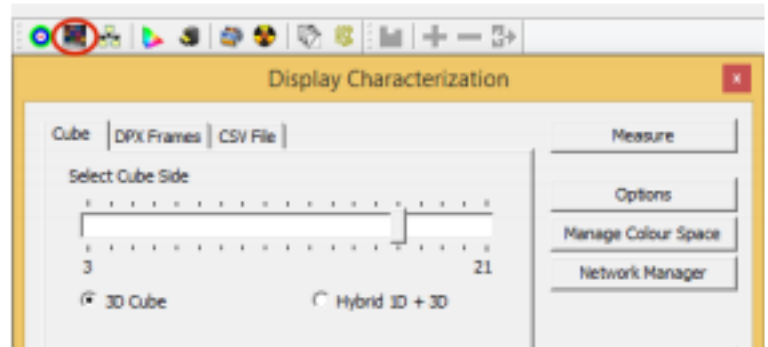 Display Characterization
x
Cube DPX Frames CSV File
Measure
Select Cube Side
Options
Manage Colour Space
3 21
Network Manager
3D Cube Hybrid 1D + 3D